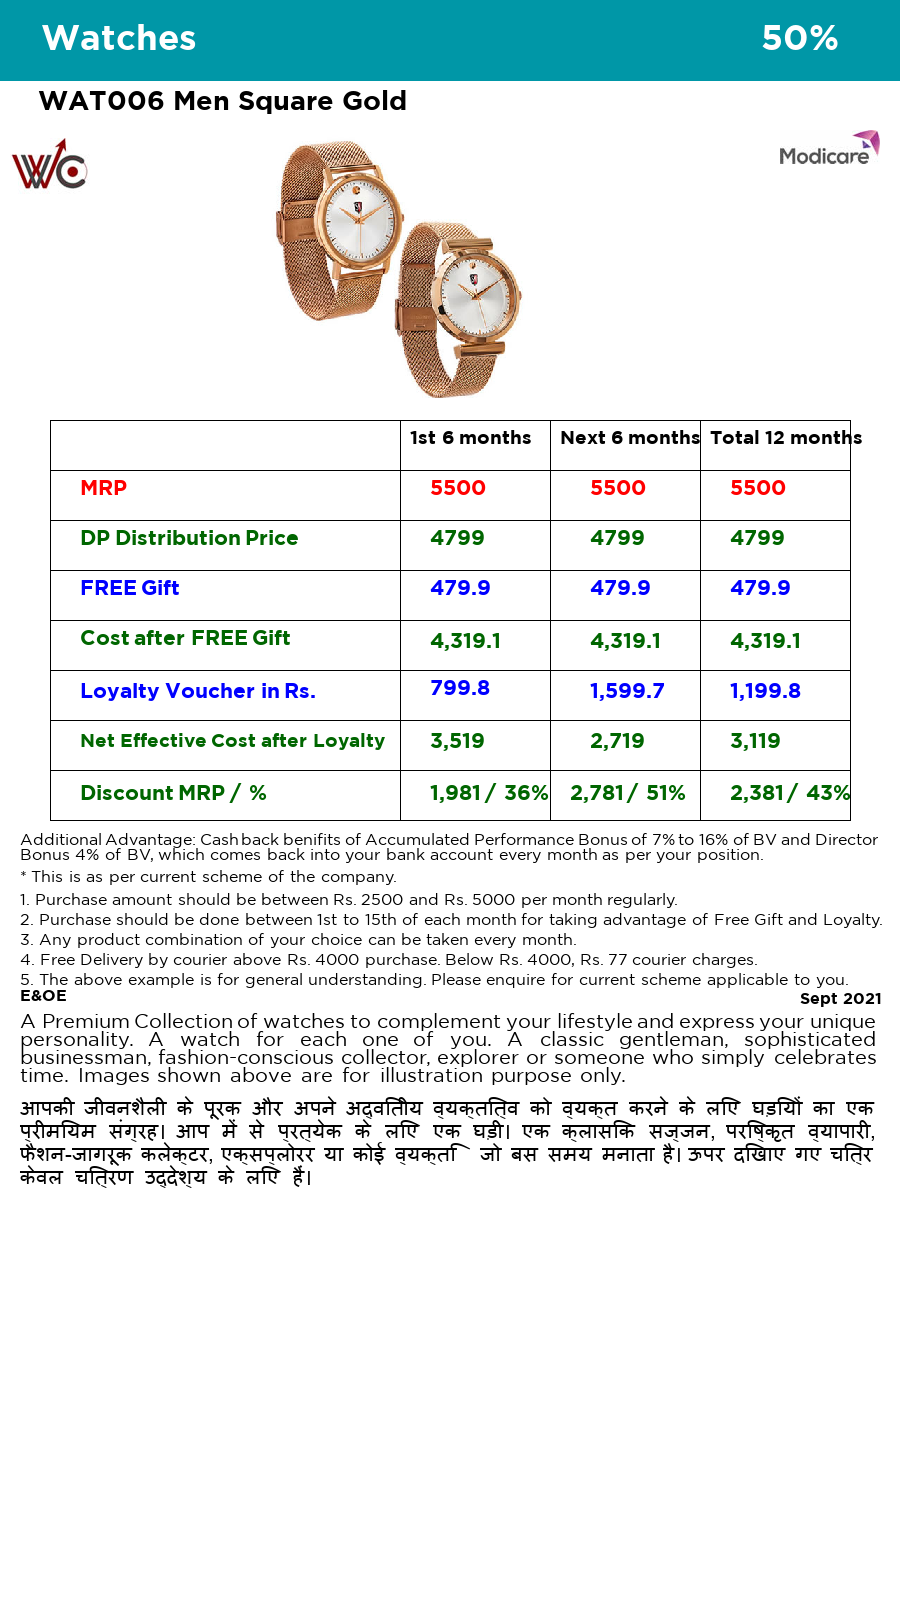 Watches 50%
WAT006 Men Square Gold
WC
Modicare
1st 6 months Next 6 months Total 12 months
MRP 5500 5500 5500
DP Distribution Price 4799 4799 4799
FREE Gift 479.9 479.9 479.9
Cost after FREE Gift 4,319.1 4,319.1 4,319.1
Loyalty Voucher in Rs. 799.8 1,599.7 1,199.8
Net Effective Cost after Loyalty 3,519 2,719 3,119
Discount MRP / % 1,981 / 36% 2,781 / 51% 2,381 / 43%
Additional Advantage: Cash back benifits of Accumulated Performance Bonus of 7% to 16% of BV and Director
Bonus 4% of BV, which comes back into your bank account every month as per your position.
* This is as per current scheme of the company.
1. Purchase amount should be between Rs. 2500 and Rs. 5000 per month regularly.
2. Purchase should be done between 1st to 15th of each month for taking advantage of Free Gift and Loyalty.
3. Any product combination of your choice can be taken every month.
4. Free Delivery by courier above Rs. 4000 purchase. Below Rs. 4000, Rs. 77 courier charges.
5. The above example is for general understanding. Please enquire for current scheme applicable to you.
E&OE
Sept 2021
A Premium Collection of watches to complement your lifestyle and express your unique
personality. A watch for each one of you. A classic gentleman, sophisticated
businessman, fashion-conscious collector, explorer or someone who simply celebrates
time. Images shown above are for illustration purpose only.
आपकी जीवनशैली के पूरक और अपने अद्वितीय व्यक्तित्व को व्यक्त करने के लिए घड़ियों का एक
प्रीमियम संग्रह। आप में से प्रत्येक के लिए एक घड़ी। एक क्लासिक सज्जन, परिष्कृत व्यापारी,
फैशन-जागरूक कलेक्टर, एक्सप्लोरर या कोई व्यक्ति जो बस समय मनाता है। ऊपर दिखाए गए चित्र
केवल चित्रण उद्देश्य के लिए हैं।